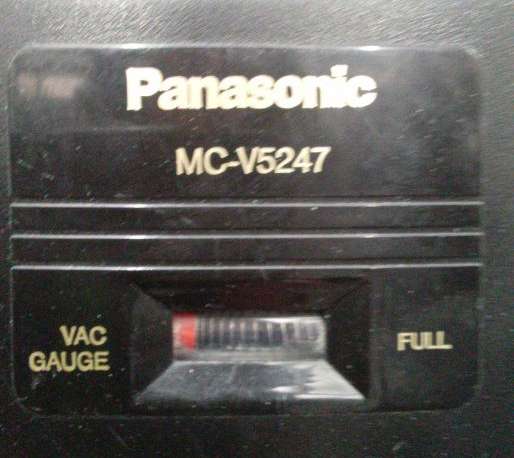 Panasonic
MC-V5247
VAC
GAUGE
FULL